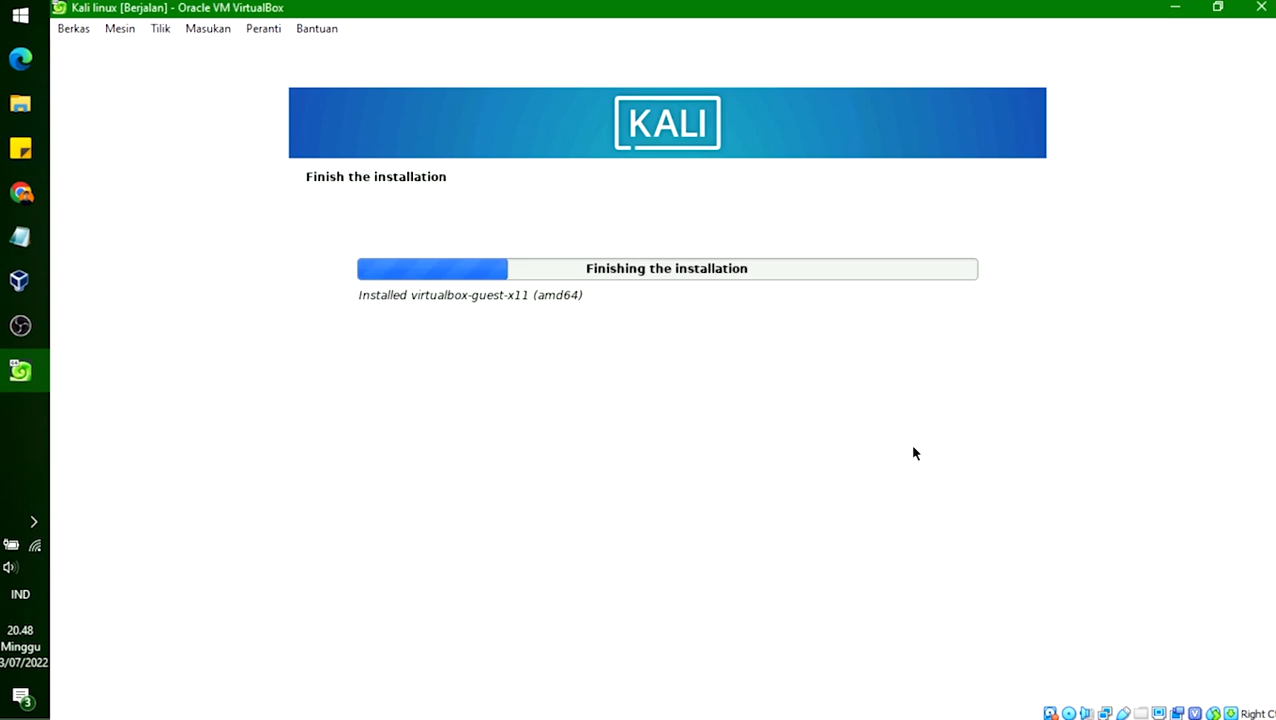 Kali linux [Berjalan] - Oracle VM VirtualBox
Berkas Mesin Tilik Masukan Peranti Bantuan
KALI
Finish the installation
Finishing the installation
Installed virtualbox-guest-x11 (amd64)
IND
20.48
Minggu
3/07/2022
3
Right C